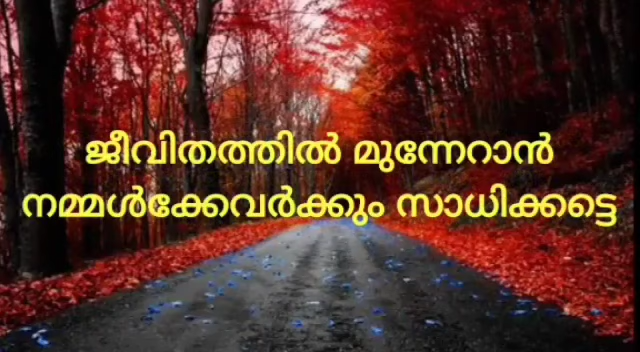 ജീവിതത്തിൽ മുന്നേറാൻ
നമ്മൾക്കേവർക്കും സാധിക്കട്ടെ